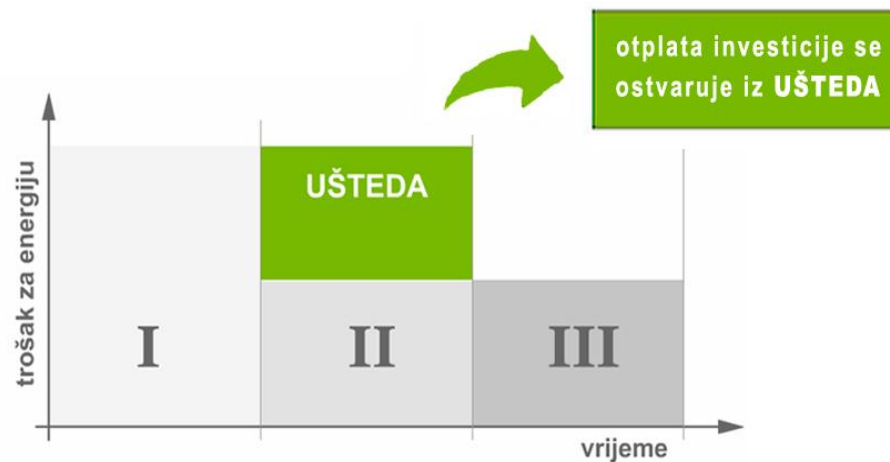 otplata investicije se
ostvaruje iz UŠTEDA
trošak za energiju
UŠTEDA
I
II
III
vrijeme